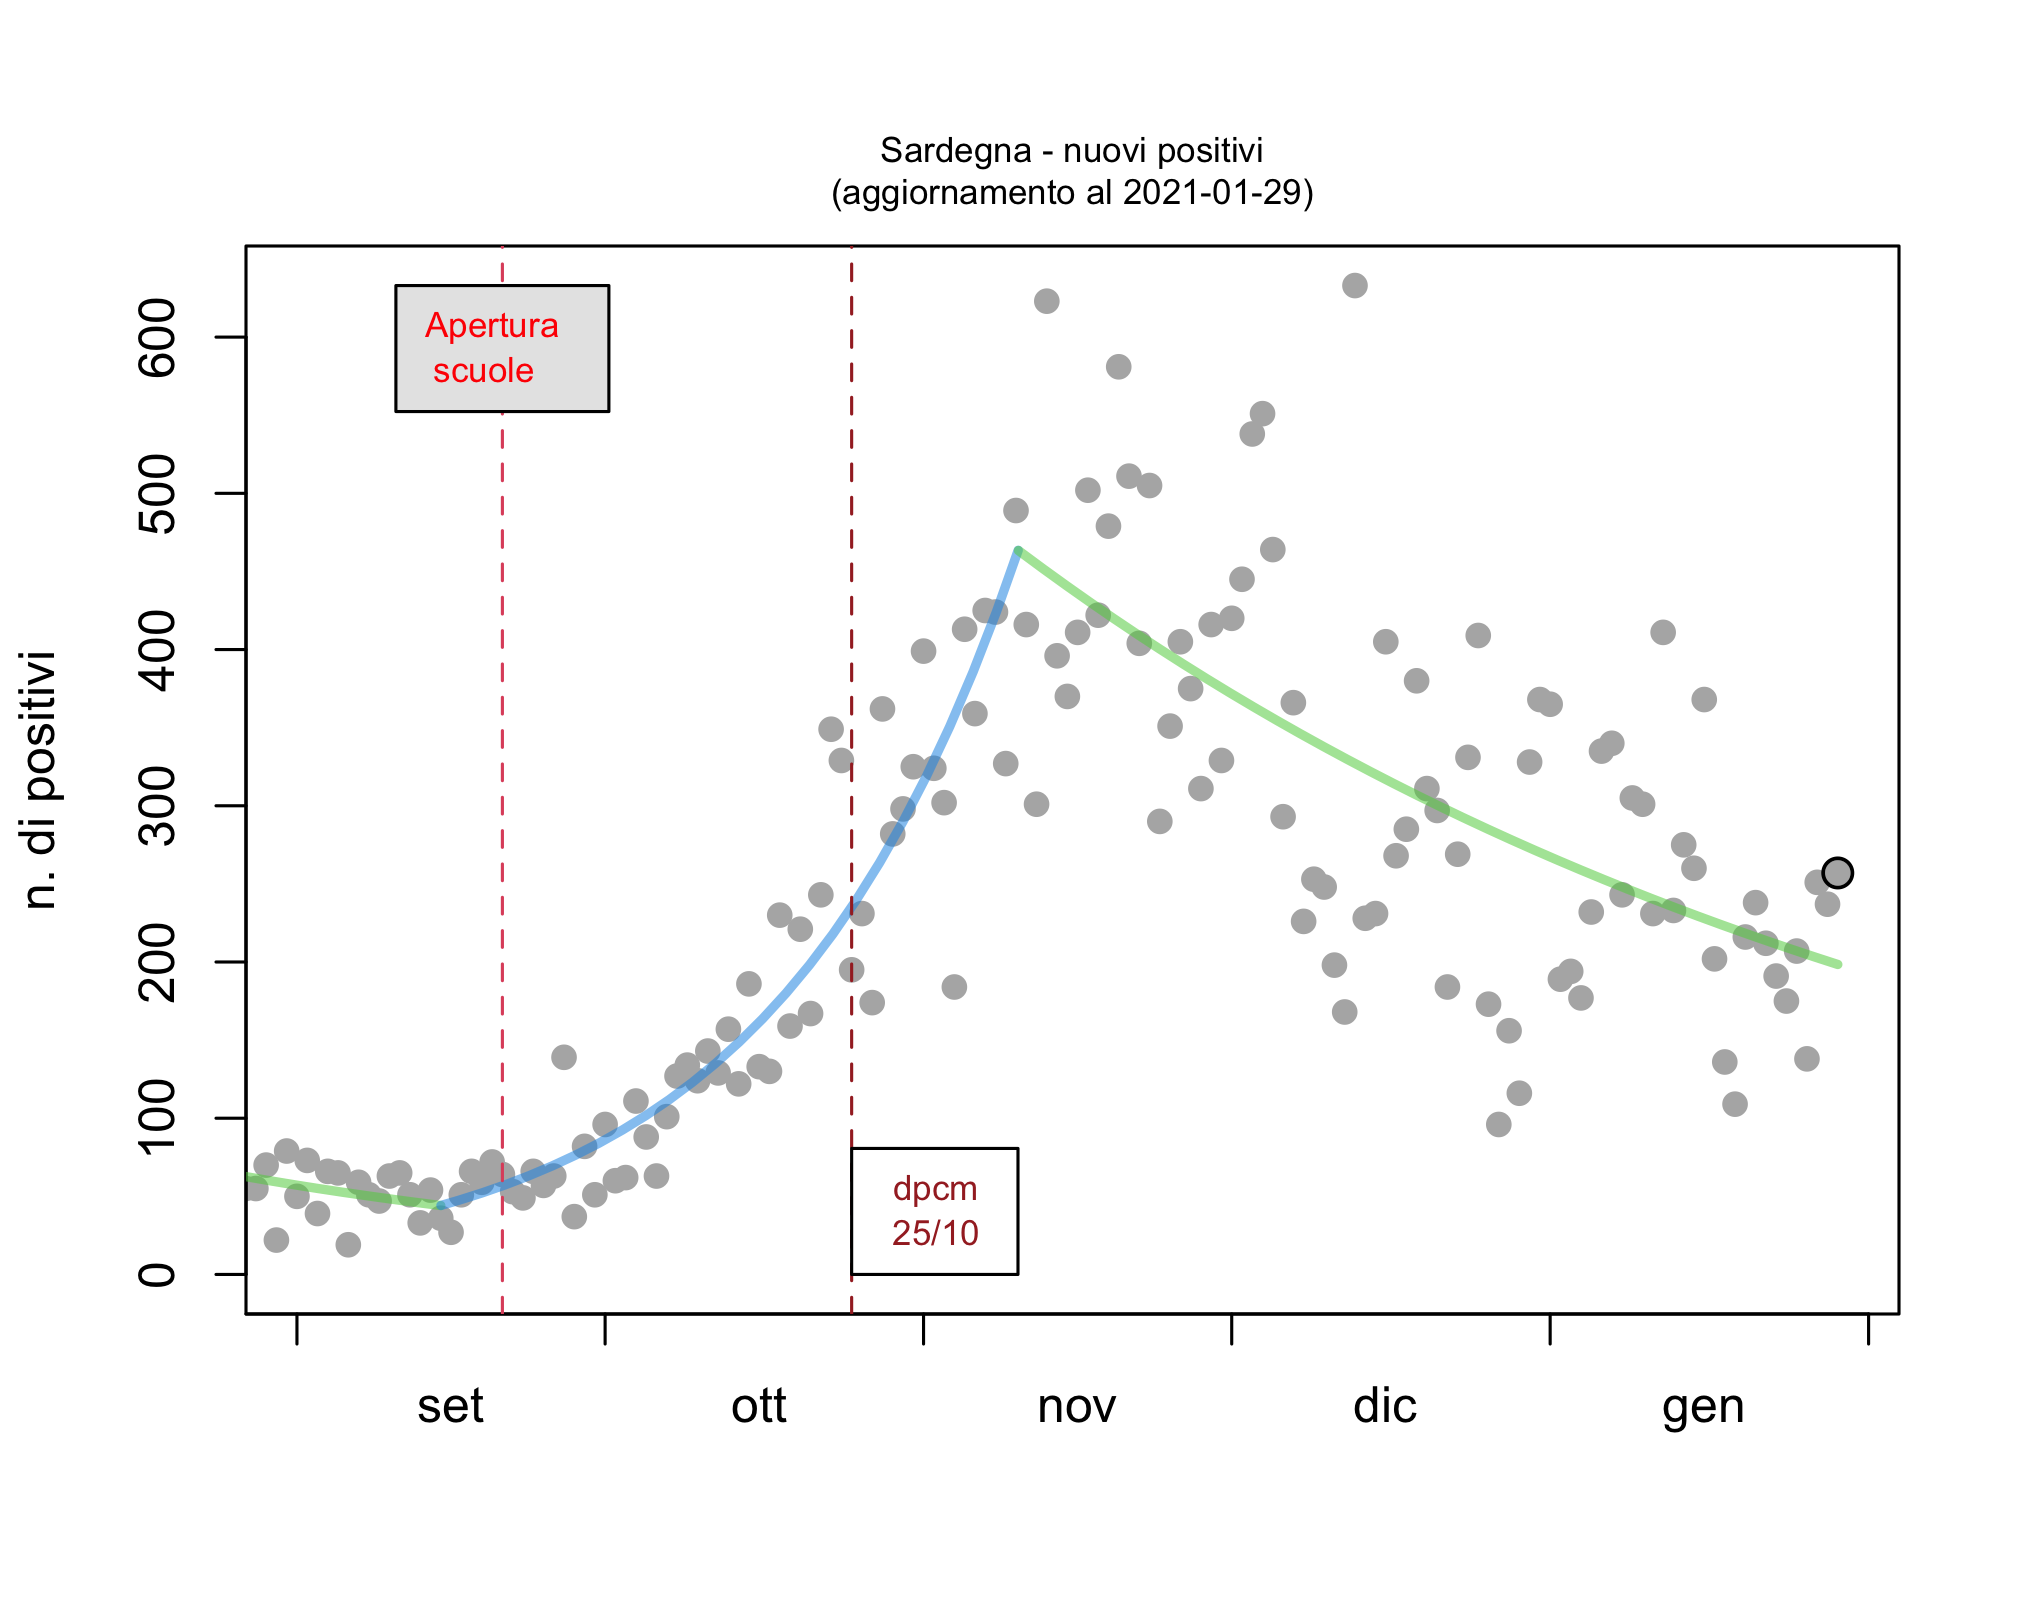 Sardegna - nuovi positivi
(aggiornamento al 2021-01-29)
n. di positivi
600
500
400
300
200
100
0
Apertura
scuole
dpcm
25/10
set ott nov dic gen